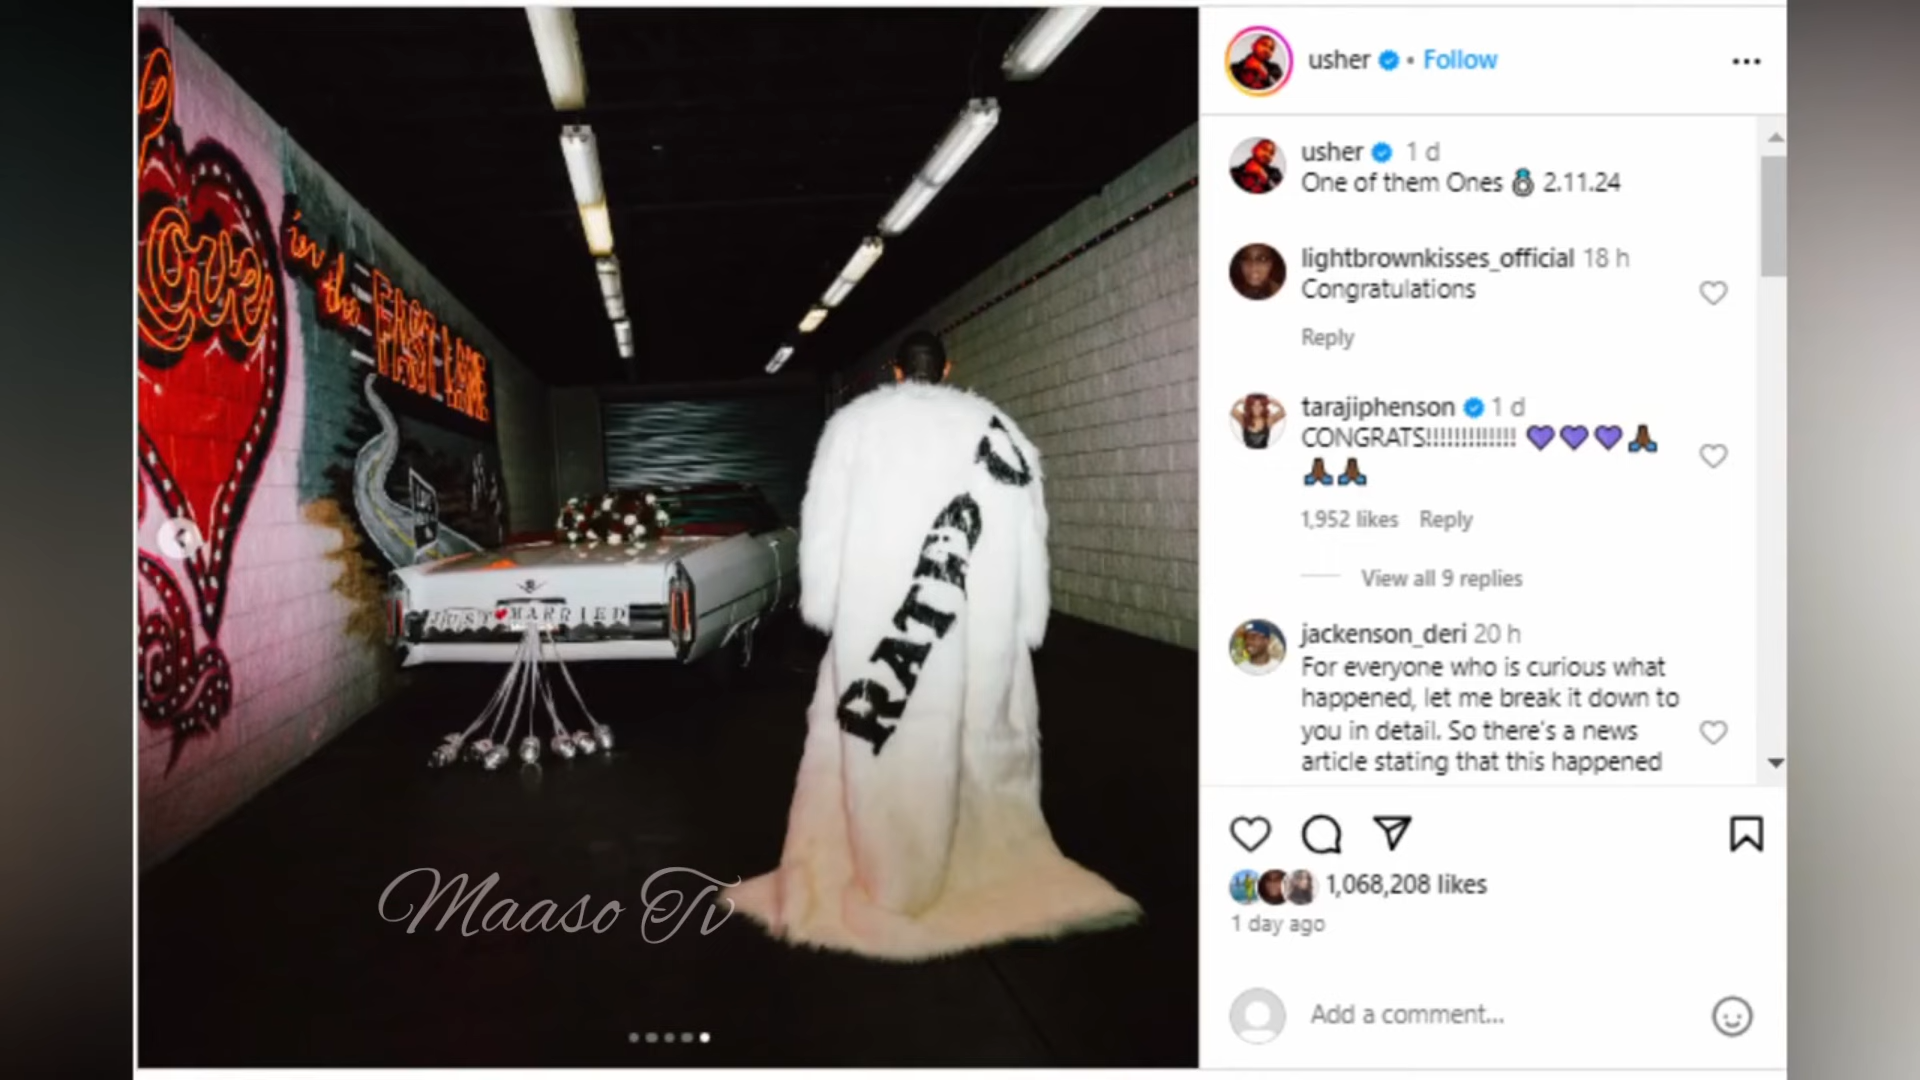 Love
in the
FAST LANE
JUST MARRIED
RATED U
Maaso Tv
usher • Follow
usher 1 d
One of them Ones 💍 2.11.24
lightbrownkisses_official 18 h
Congratulations
Reply
tarajiphenson 1 d
CONGRATS!!!!!!!!!!!!!! 💜💜💜🙏🏾
🙏🏾🙏🏾
1,952 likes Reply
View all 9 replies
jackenson_deri 20 h
For everyone who is curious what
happened, let me break it down to
you in detail. So there's a news
article stating that this happened
1,068,208 likes
1 day ago
Add a comment...